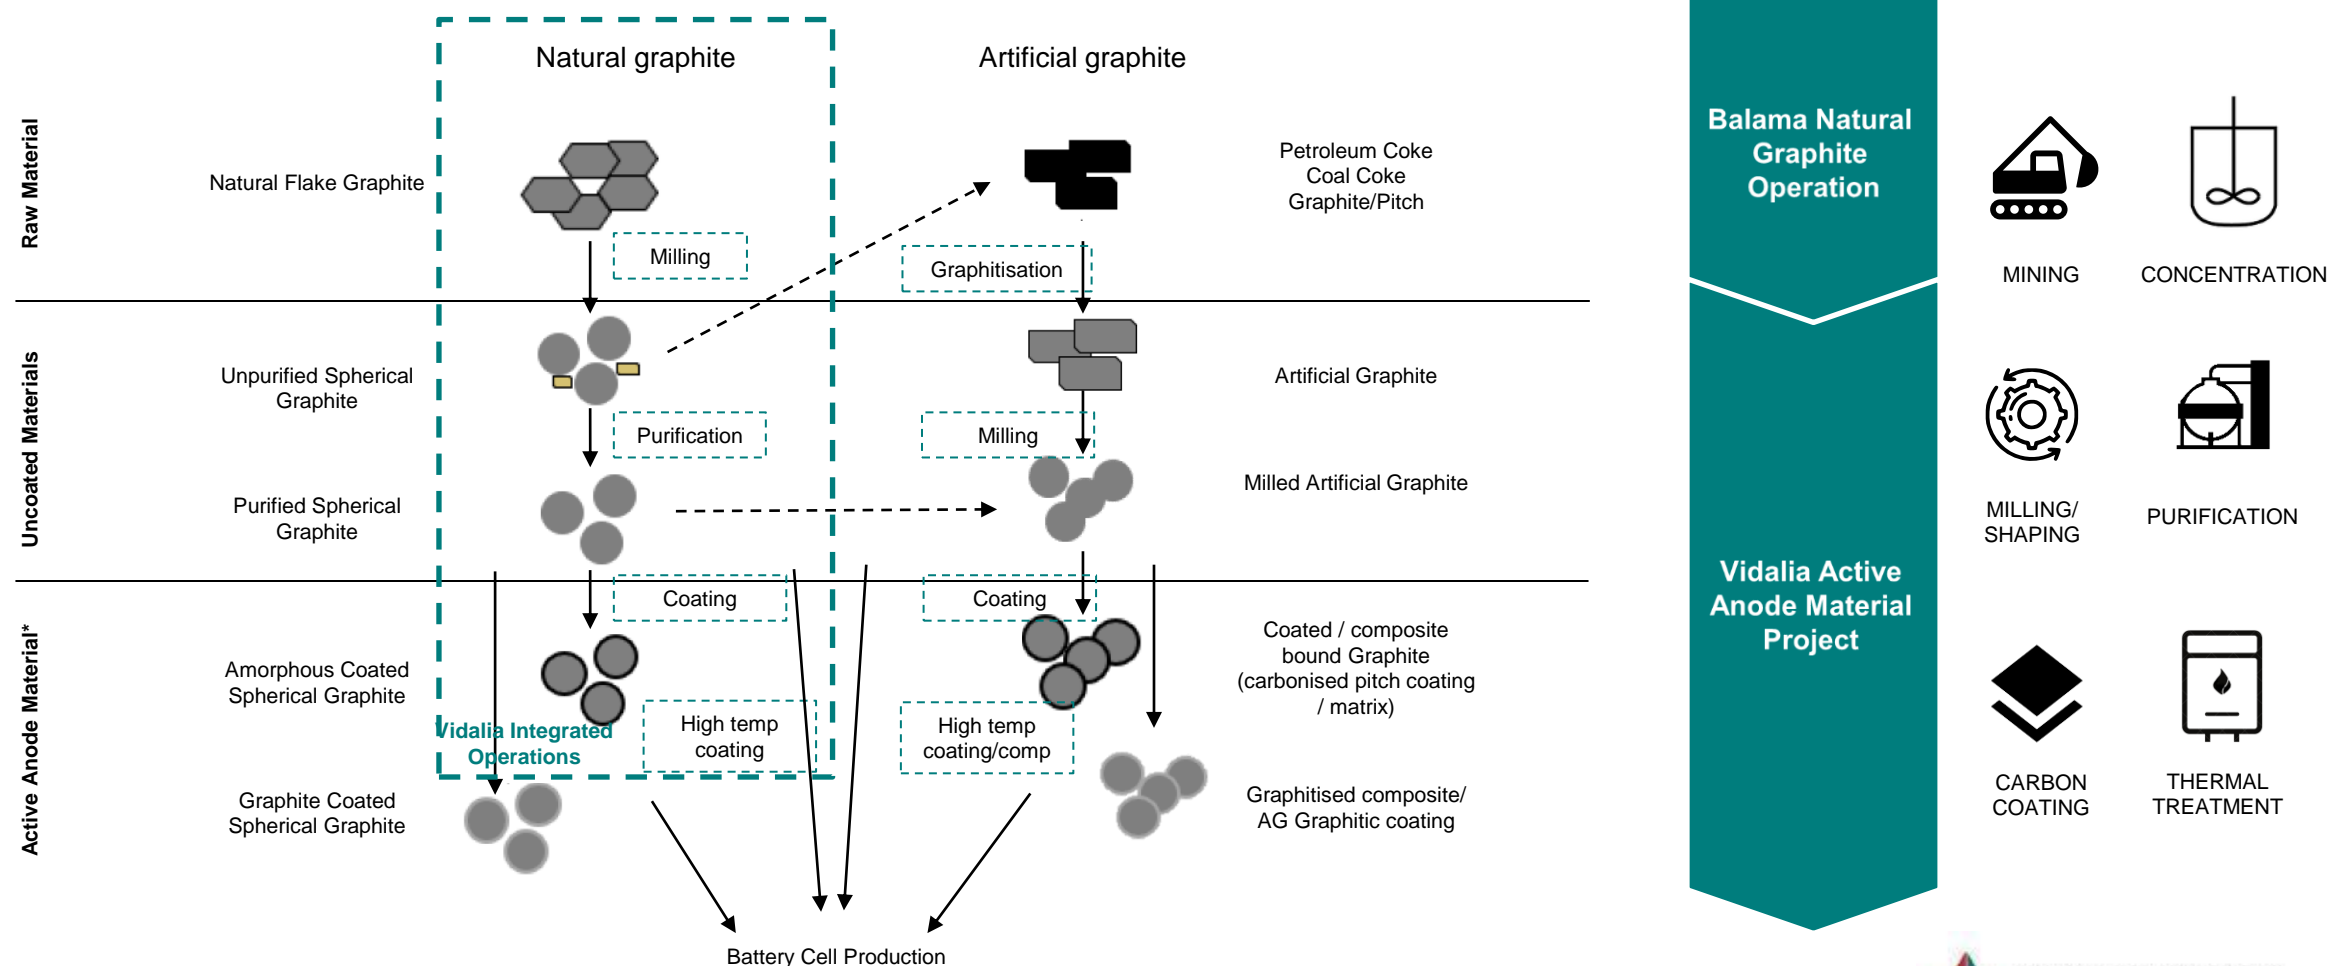 Natural graphite
Artificial graphite
Raw Material
Natural Flake Graphite
Petroleum Coke
Coal Coke
Graphite/Pitch
Milling
Graphitisation
Uncoated Materials
Unpurified Spherical
Graphite
Artificial Graphite
Purification
Milling
Purified Spherical
Graphite
Milled Artificial Graphite
Active Anode Material*
Coating
Coating
Amorphous Coated
Spherical Graphite
Coated / composite
bound Graphite
(carbonised pitch coating
/ matrix)
Vidalia Integrated
Operations
High temp
coating
High temp
coating/comp
Graphite Coated
Spherical Graphite
Graphitised composite/
AG Graphitic coating
Battery Cell Production
Balama Natural
Graphite
Operation
MINING
CONCENTRATION
Vidalia Active
Anode Material
Project
MILLING/
SHAPING
PURIFICATION
CARBON
COATING
THERMAL
TREATMENT